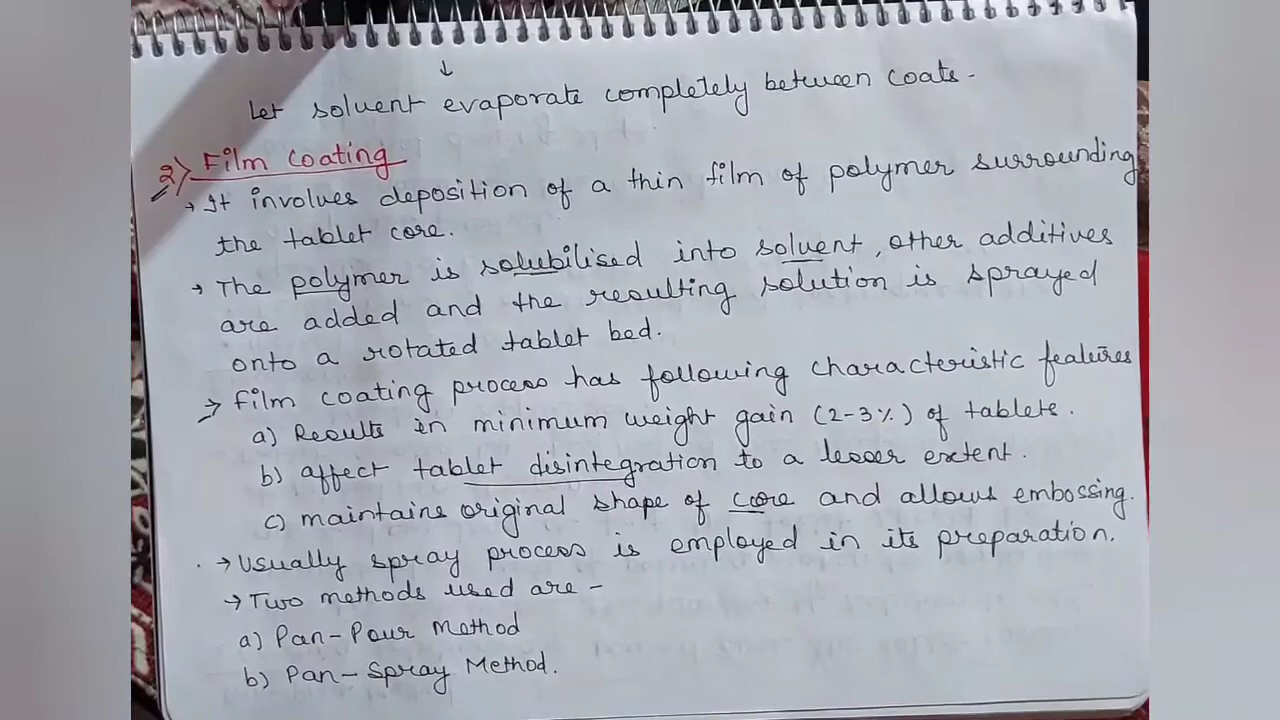 ↓
Let solvent evaporate completely between coats.
2) Film coating
→ It involves deposition of a thin film of polymer surrounding
the tablet core.
→ The polymer is solubilised into solvent, other additives
are added and the resulting solution is sprayed
onto a rotated tablet bed.
→ film coating process has following characteristic features
a) Results in minimum weight gain (2-3%) of tablets.
b) affect tablet disintegration to a lesser extent.
c) maintains original shape of core and allows embossing.
→ Usually spray process is employed in its preparation.
→ Two methods used are -
a) Pan-Pour Method
b) Pan-Spray Method.